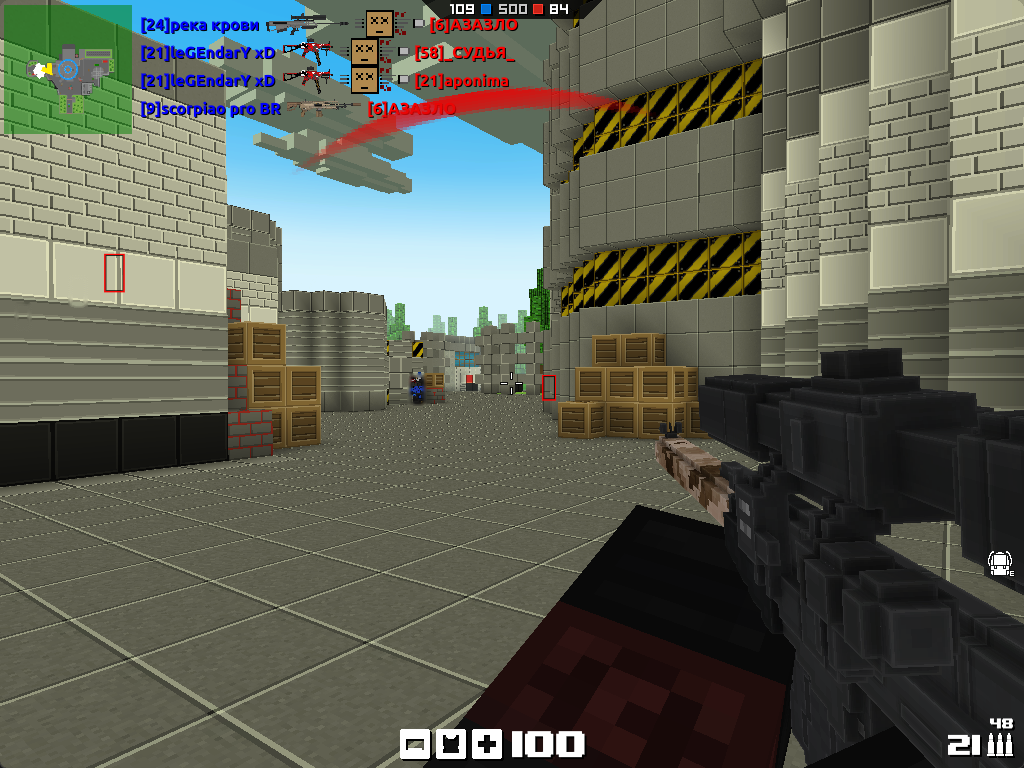 109 500 84
[24]река крови [6]АЗАЗЛО
[21]leGEndarY xD [58]_СУДЬЯ_
[21]leGEndarY xD [21]aponima
[9]scorpiao pro BR [6]АЗАЗЛО
E
48
100 21